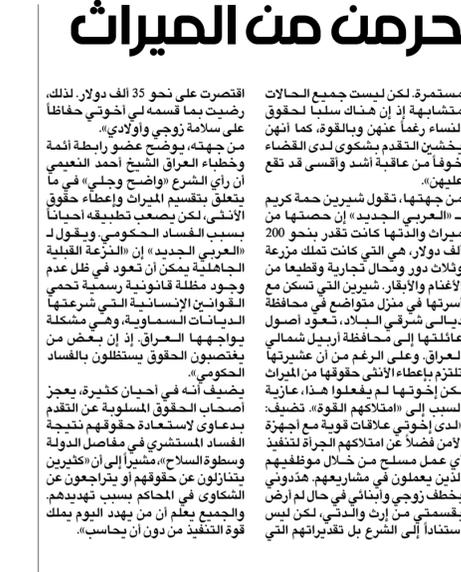 حرمن من الميراث
مستمرة. لكن ليست جميع الحالات
متشابهة إذ إن هناك سلبا لحقوق
لنساء رغماً عنهن وبالقوة، كما أنهن
يخشين التقدم بشكوى لدى القضاء
خوفاً من عاقبة أشد وأقسى قد تقع
عليهن».
من جهتها، تقول شيرين حمة كريم
ـ «العربي الجديد» إن حصتها من
ميراث والدتها كانت تقدر بنحو 200
ألف دولار، هي التي كانت تملك مزرعة
وثلاث دور ومحال تجارية وقطيعا من
الأغنام والأبقار. شيرين التي تسكن مع
أسرتها في منزل متواضع في محافظة
ديالى شرقي البلاد، تعود أصول
عائلتها إلى محافظة أربيل شمالي
لعراق. وعلى الرغم من أن عشيرتها
تلتزم بإعطاء الأنثى حقوقها من الميراث
لكن إخوتها لم يفعلوا هذا، عازية
لسبب إلى «امتلاكهم القوة». تضيف:
«لدى إخوتي علاقات قوية مع أجهزة
لأمن فضلاً عن امتلاكهم الجرأة لتنفيذ
أي عمل مسلح من خلال موظفيهم
لذين يعملون في مشاريعهم. هدّدوني
بخطف زوجي وأبنائي في حال لم أرض
بقسمتي من إرث والدتي، لكن ليس
ستناداً إلى الشرع بل تقديراتهم التي
اقتصرت على نحو 35 ألف دولار. لذلك،
رضيت بما قسمه لي أخوتي حفاظاً
على سلامة زوجي وأولادي».
من جهته، يوضح عضو رابطة أئمة
وخطباء العراق الشيخ أحمد النعيمي
أن رأي الشرع «واضح وجلي» في ما
يتعلق بتقسيم الميراث وإعطاء حقوق
الأنثى، لكن يصعب تطبيقه أحياناً
بسبب الفساد الحكومي. ويقول لـ
«العربي الجديد» إن «النزعة القبلية
الجاهلية يمكن أن تعود في ظل عدم
وجود مظلة قانونية رسمية تحمي
القوانين الإنسانية التي شرعتها
الديانات السماوية، وهي مشكلة
يواجهها العراق. إذ إن بعض من
يغتصبون الحقوق يستظلون بالفساد
الحكومي».
يضيف أنه في أحيان كثيرة، يعجز
أصحاب الحقوق المسلوبة عن التقدم
بدعاوى لاستعادة حقوقهم نتيجة
الفساد المستشري في مفاصل الدولة
وسطوة السلاح»، مشيراً إلى أن «كثيرين
يتنازلون عن حقوقهم أو يتراجعون عن
الشكاوى في المحاكم بسبب تهديدهم.
والجميع يعلم أن من يهدد اليوم يملك
قوة التنفيذ من دون أن يحاسب».